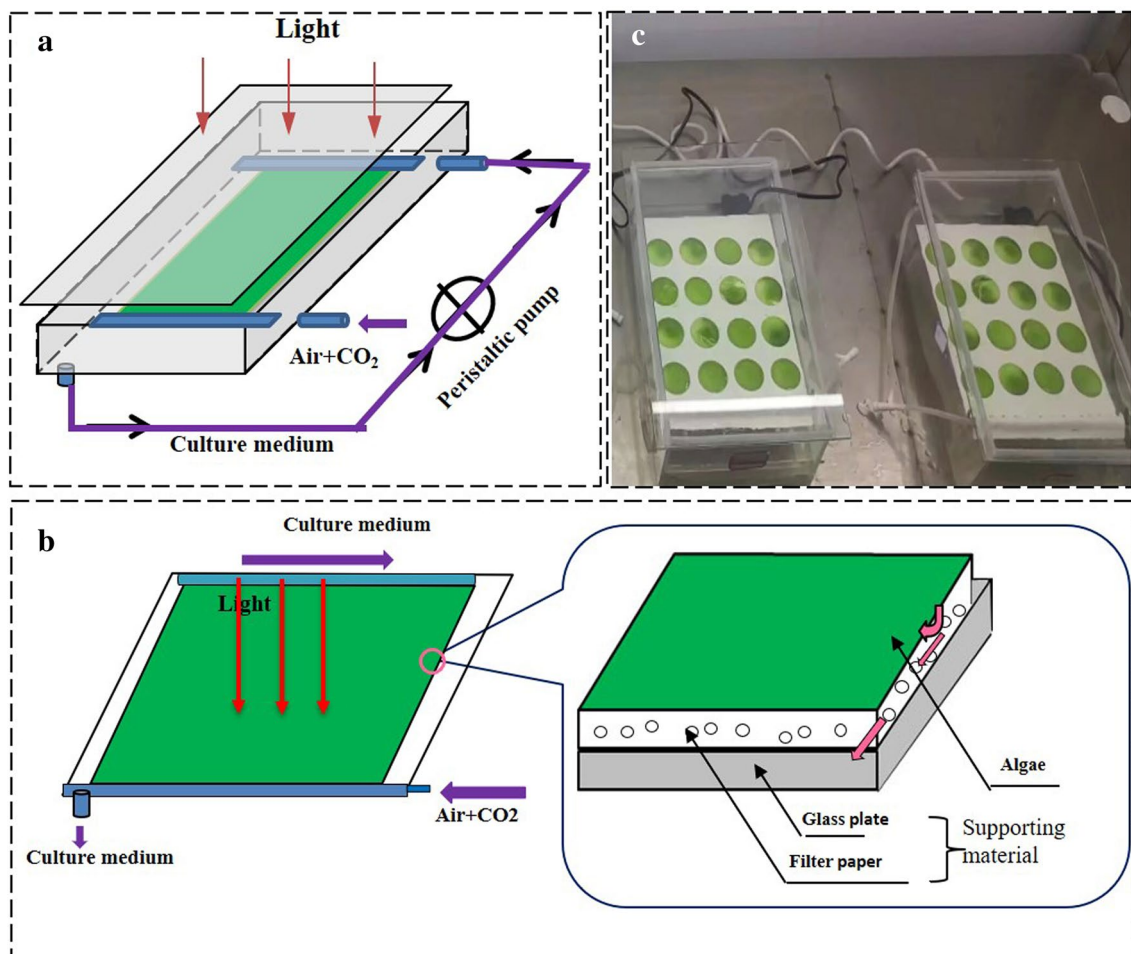 a
Light
Air+CO₂
Peristaltic pump
Culture medium
c
b
Culture medium
Light
Air+CO2
Culture medium
Algae
Glass plate
Filter paper
Supporting
material